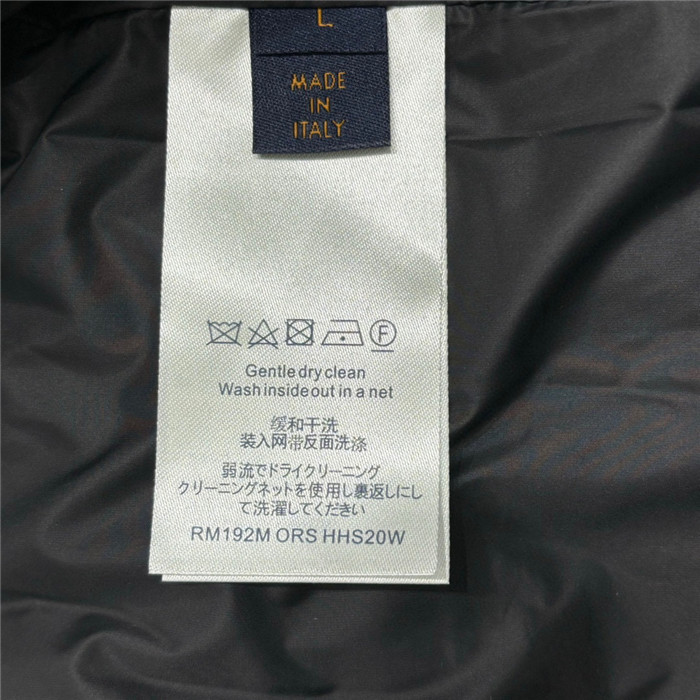 L
MADE
IN
ITALY
F
Gentle dry clean
Wash inside out in a net
缓和干洗
装入网带反面洗涤
弱流でドライクリーニング
クリーニングネットを使用し裏返しにし
て洗濯してください
RM192M ORS HHS20W